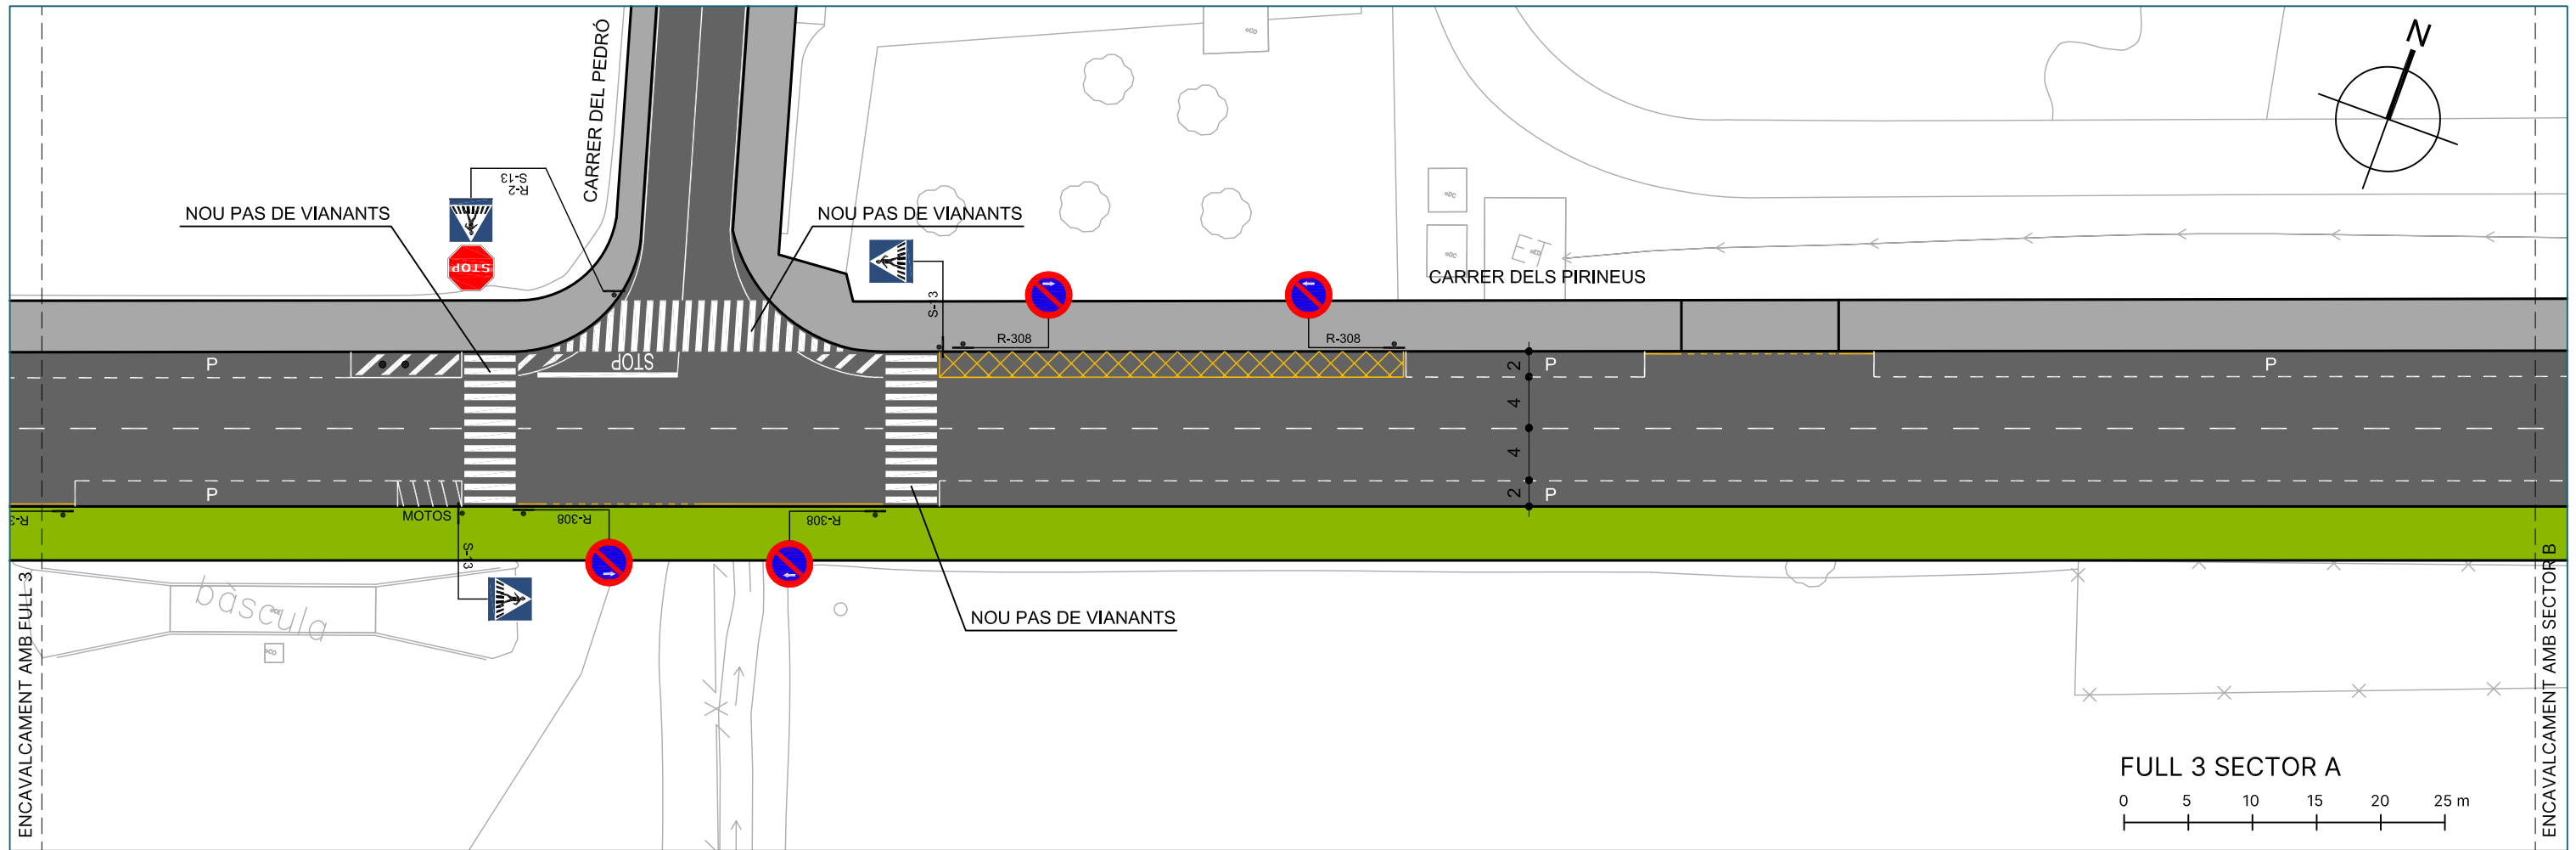 CARRER DEL PEDRÓ
N
R-2
S-13
NOU PAS DE VIANANTS
STOP
NOU PAS DE VIANANTS
S-13
CARRER DELS PIRINEUS
R-308
R-308
STOP
P
P
P
2
4
4
2
P
P
MOTOS
R-3
R-308
R-308
S-13
bàscula
NOU PAS DE VIANANTS
ENCAVALCAMENT AMB FULL 3
ENCAVALCAMENT AMB SECTOR B
FULL 3 SECTOR A
0 5 10 15 20 25 m